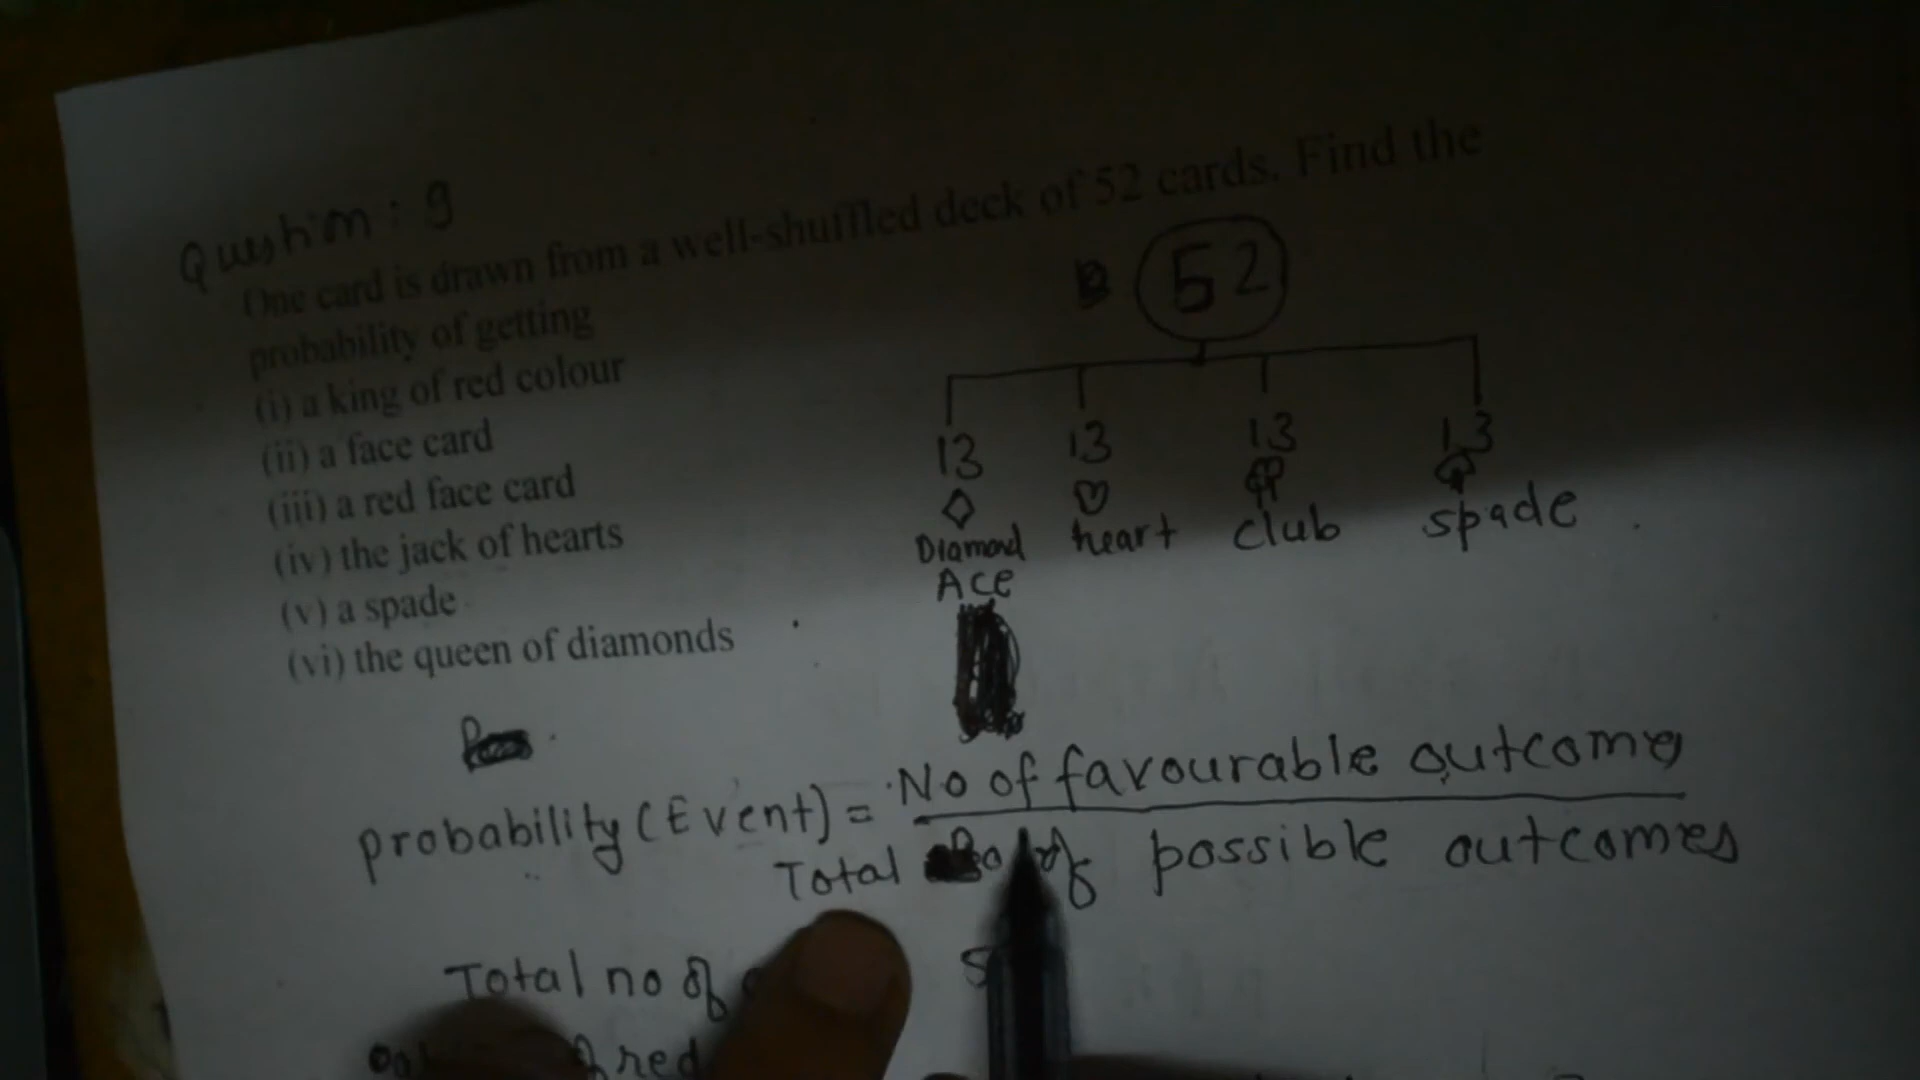 Question : 9
One card is drawn from a well-shuffled deck of 52 cards. Find the
probability of getting
(i) a king of red colour
(ii) a face card
(iii) a red face card
(iv) the jack of hearts
(v) a spade
(vi) the queen of diamonds
52
13 13 13 13
Diamond heart club spade
Ace
probability (Event) = No of favourable outcomes
Total of possible outcomes
Total no of
red